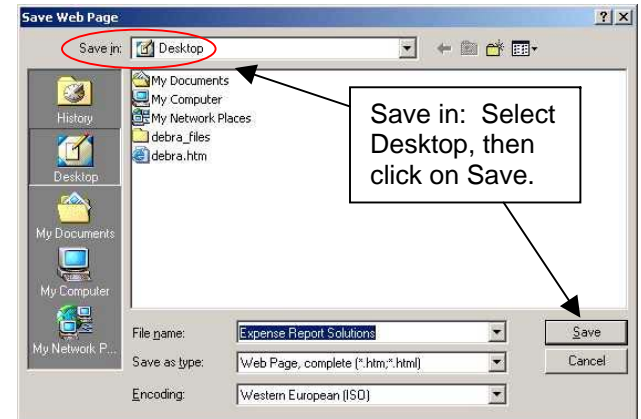 Save Web Page
Save in: Desktop
History
Desktop
My Documents
My Computer
My Network P...
My Documents
My Computer
My Network Places
debra_files
debra.htm
Save in: Select
Desktop, then
click on Save.
File name: Expense Report Solutions Save
Save as type: Web Page, complete (*.htm;*.html) Cancel
Encoding: Western European (ISO)